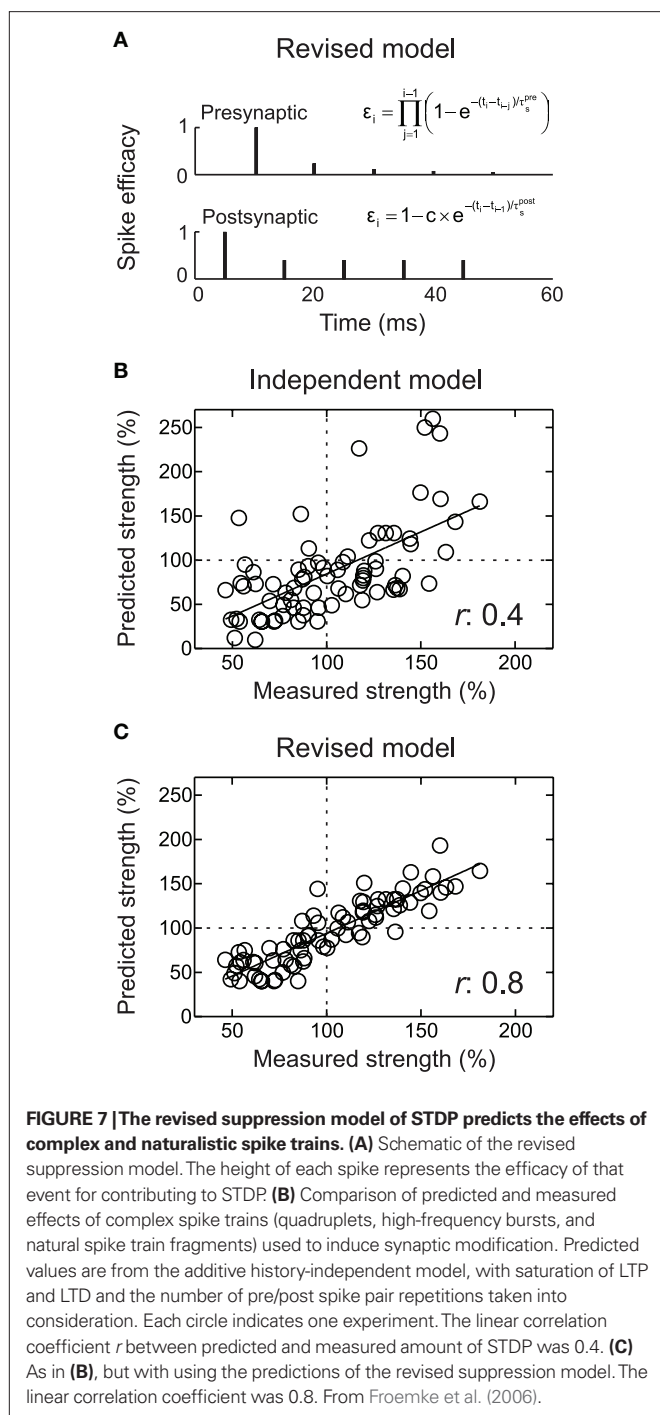 A
Revised model
Spike efficacy
Presynaptic
ε_i = ∏_{j=1}^{i−1} (1−e^{−(t_i−t_{i−j})/τ_s^{pre}})
1
0
Postsynaptic
ε_i = 1−c×e^{−(t_i−t_{i−1})/τ_s^{post}}
1
0
0 20 40 60
Time (ms)
B
Independent model
Predicted strength (%)
250
200
150
100
50
0
r: 0.4
50 100 150 200
Measured strength (%)
C
Revised model
Predicted strength (%)
250
200
150
100
50
0
r: 0.8
50 100 150 200
Measured strength (%)
FIGURE 7 | The revised suppression model of STDP predicts the effects of
complex and naturalistic spike trains. (A) Schematic of the revised
suppression model. The height of each spike represents the efficacy of that
event for contributing to STDP. (B) Comparison of predicted and measured
effects of complex spike trains (quadruplets, high-frequency bursts, and
natural spike train fragments) used to induce synaptic modification. Predicted
values are from the additive history-independent model, with saturation of LTP
and LTD and the number of pre/post spike pair repetitions taken into
consideration. Each circle indicates one experiment. The linear correlation
coefficient r between predicted and measured amount of STDP was 0.4. (C)
As in (B), but with using the predictions of the revised suppression model. The
linear correlation coefficient was 0.8. From Froemke et al. (2006).